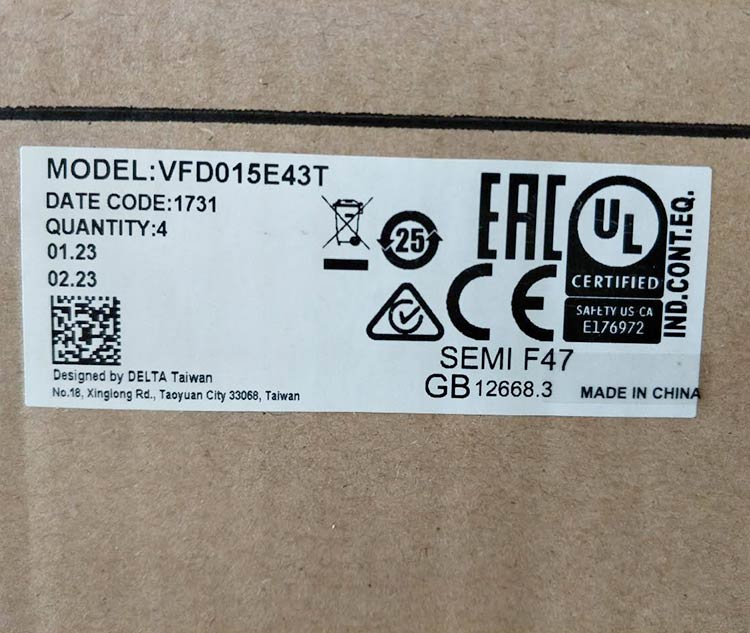 MODEL:VFD015E43T
DATE CODE:1731
QUANTITY:4
01.23
02.23
25
EAC
UL
CERTIFIED
SAFETY US CA
E176972
IND.CONT.EQ.
CE
SEMI F47
GB 12668.3
MADE IN CHINA
Designed by DELTA Taiwan
No.18, Xinglong Rd., Taoyuan City 33068, Taiwan